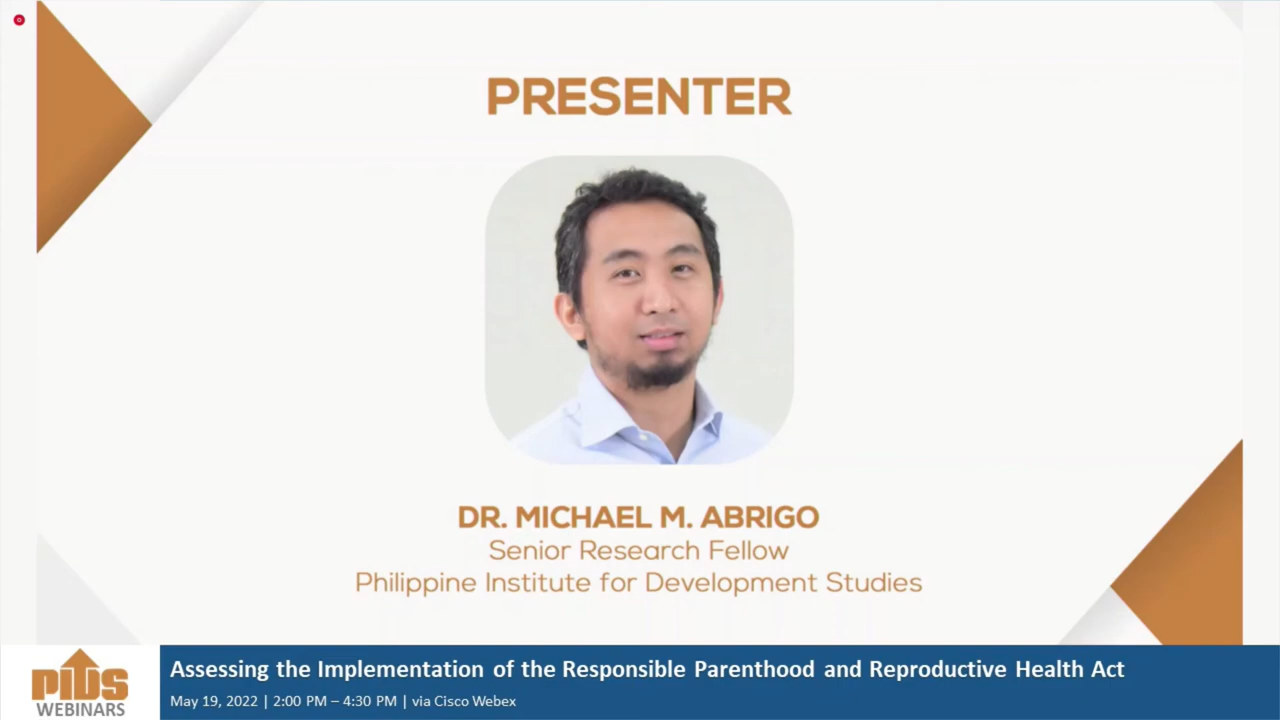 PRESENTER
DR. MICHAEL M. ABRIGO
Senior Research Fellow
Philippine Institute for Development Studies
PIDS
WEBINARS
Assessing the Implementation of the Responsible Parenthood and Reproductive Health Act
May 19, 2022 | 2:00 PM – 4:30 PM | via Cisco Webex